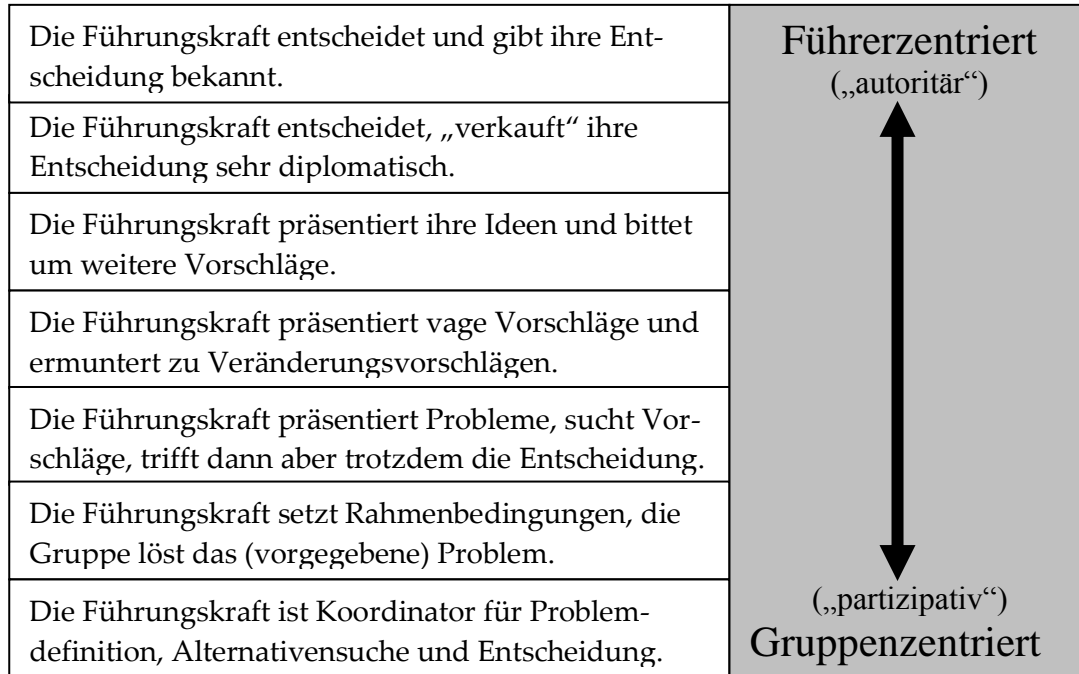 Die Führungskraft entscheidet und gibt ihre Ent-
scheidung bekannt.
Die Führungskraft entscheidet, „verkauft“ ihre
Entscheidung sehr diplomatisch.
Die Führungskraft präsentiert ihre Ideen und bittet
um weitere Vorschläge.
Die Führungskraft präsentiert vage Vorschläge und
ermuntert zu Veränderungsvorschlägen.
Die Führungskraft präsentiert Probleme, sucht Vor-
schläge, trifft dann aber trotzdem die Entscheidung.
Die Führungskraft setzt Rahmenbedingungen, die
Gruppe löst das (vorgegebene) Problem.
Die Führungskraft ist Koordinator für Problem-
definition, Alternativensuche und Entscheidung.
Führerzentriert
(„autoritär“)
(„partizipativ“)
Gruppenzentriert